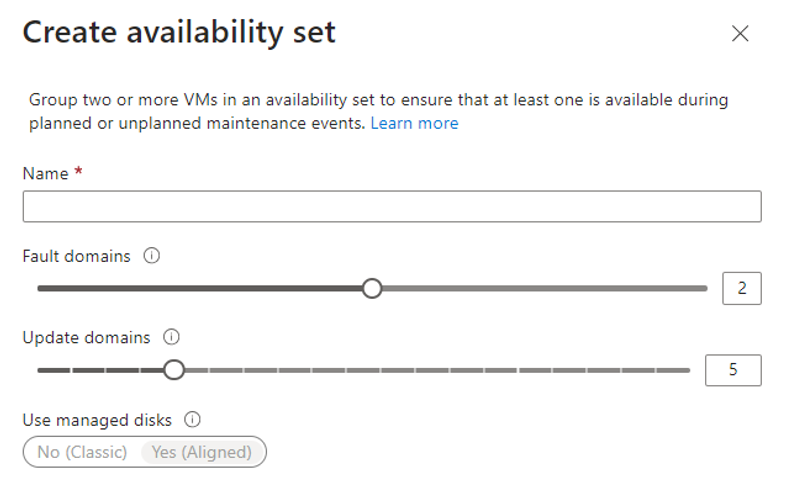 Create availability set
Group two or more VMs in an availability set to ensure that at least one is available during
planned or unplanned maintenance events. Learn more
Name *
Fault domains
2
Update domains
5
Use managed disks
No (Classic) Yes (Aligned)